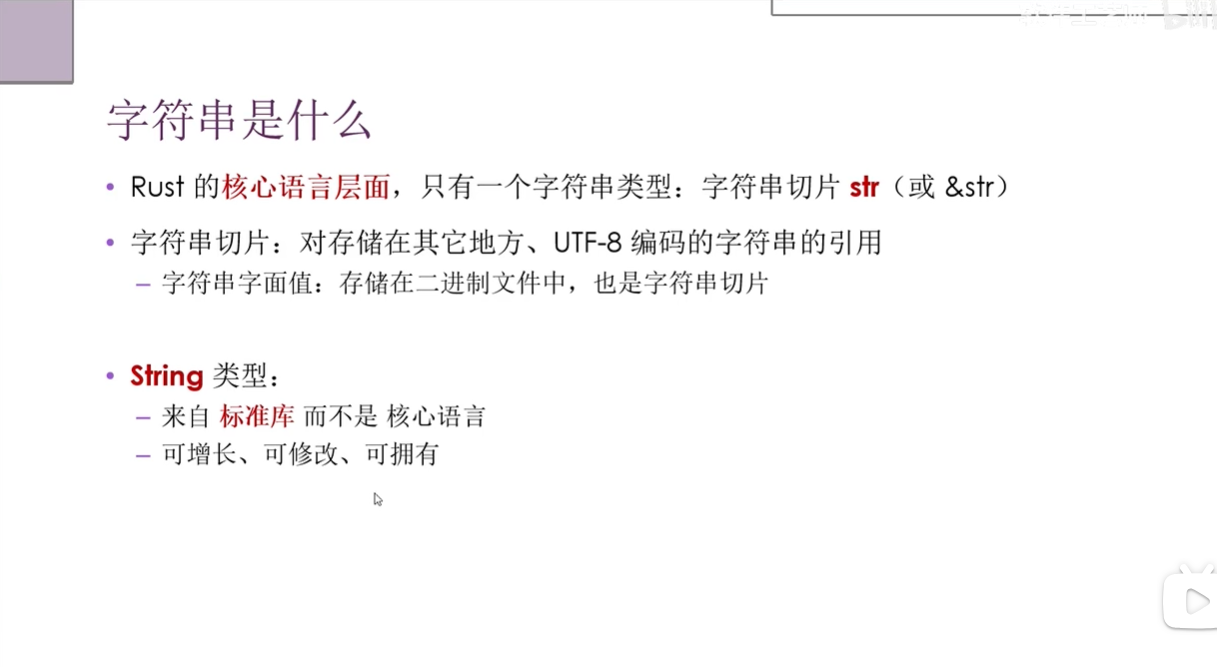 字符串是什么
• Rust 的核心语言层面，只有一个字符串类型：字符串切片 str（或 &str）
• 字符串切片：对存储在其它地方、UTF-8 编码的字符串的引用
– 字符串字面值：存储在二进制文件中，也是字符串切片
• String 类型：
– 来自 标准库 而不是 核心语言
– 可增长、可修改、可拥有